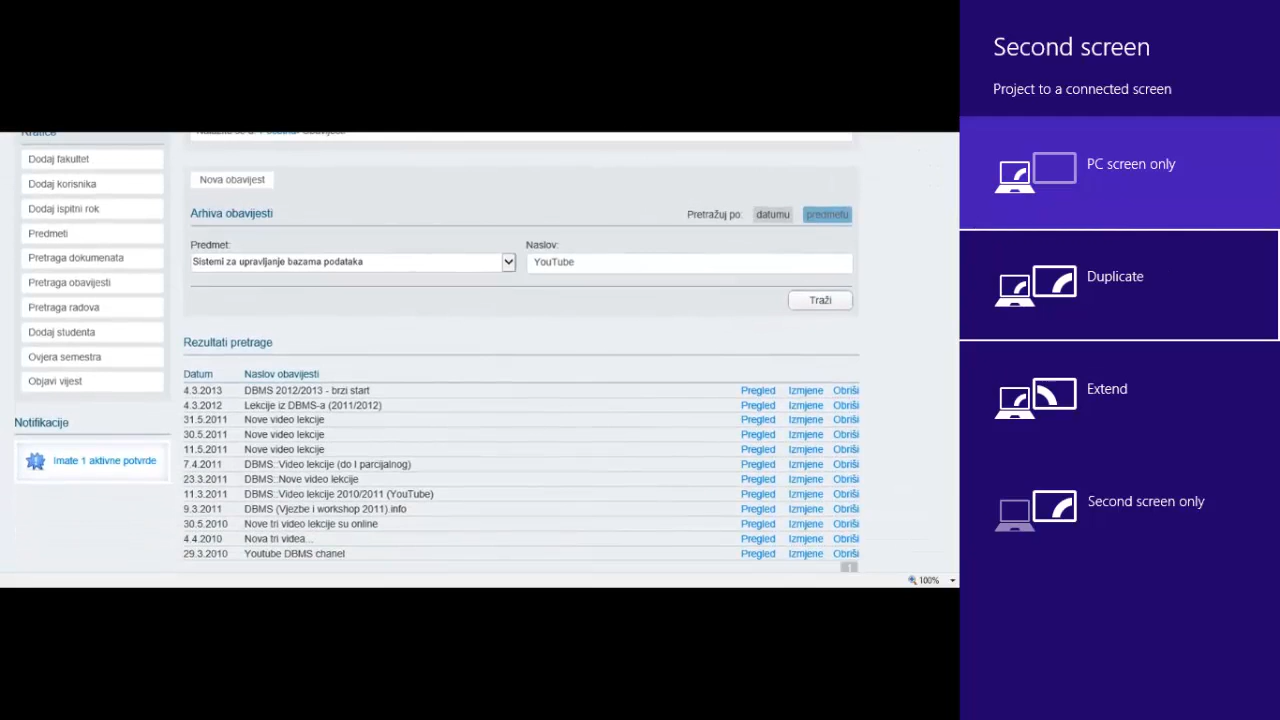 Kratice
Dodaj fakultet
Dodaj korisnika
Dodaj ispitni rok
Predmeti
Pretraga dokumenata
Pretraga obavijesti
Pretraga radova
Dodaj studenta
Ovjera semestra
Objavi vijest
Notifikacije
Imate 1 aktivne potvrde
Nova obavijest
Arhiva obavijesti Pretražuj po: datumu predmetu
Predmet: Naslov:
Sistemi za upravljanje bazama podataka YouTube
Traži
Rezultati pretrage
Datum Naslov obavijesti
4.3.2013 DBMS 2012/2013 - brzi start Pregled Izmjene Obriši
4.3.2012 Lekcije iz DBMS-a (2011/2012) Pregled Izmjene Obriši
31.5.2011 Nove video lekcije Pregled Izmjene Obriši
30.5.2011 Nove video lekcije Pregled Izmjene Obriši
11.5.2011 Nove video lekcije Pregled Izmjene Obriši
7.4.2011 DBMS::Video lekcije (do I parcijalnog) Pregled Izmjene Obriši
23.3.2011 DBMS::Nove video lekcije Pregled Izmjene Obriši
11.3.2011 DBMS::Video lekcije 2010/2011 (YouTube) Pregled Izmjene Obriši
9.3.2011 DBMS (Vjezbe i workshop 2011).info Pregled Izmjene Obriši
30.5.2010 Nove tri video lekcije su online Pregled Izmjene Obriši
4.4.2010 Nova tri videa... Pregled Izmjene Obriši
29.3.2010 Youtube DBMS chanel Pregled Izmjene Obriši
1
100%
Second screen
Project to a connected screen
PC screen only
Duplicate
Extend
Second screen only